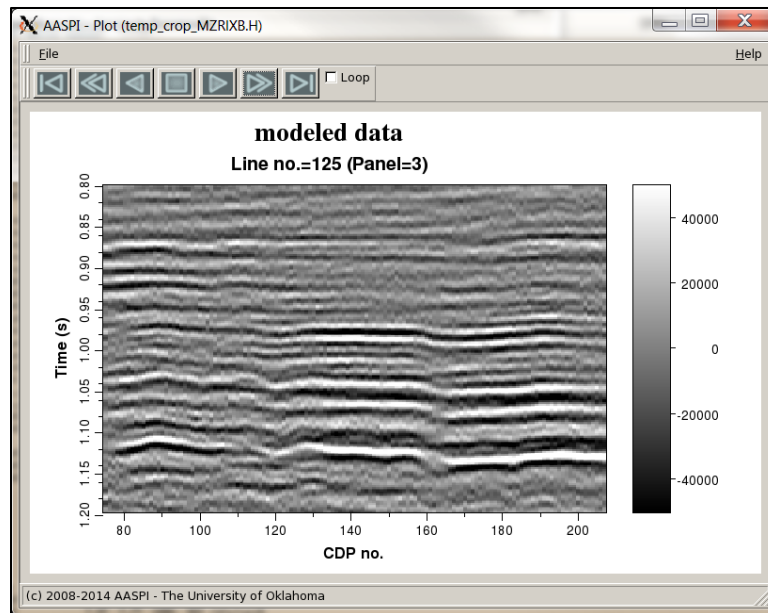 AASPI - Plot (temp_crop_MZRIXB.H)
File
Help
Loop
modeled data
Line no.=125 (Panel=3)
0.80
0.85
0.90
0.95
1.00
1.05
1.10
1.15
1.20
Time (s)
80
100
120
140
160
180
200
CDP no.
40000
20000
0
-20000
-40000
(c) 2008-2014 AASPI - The University of Oklahoma